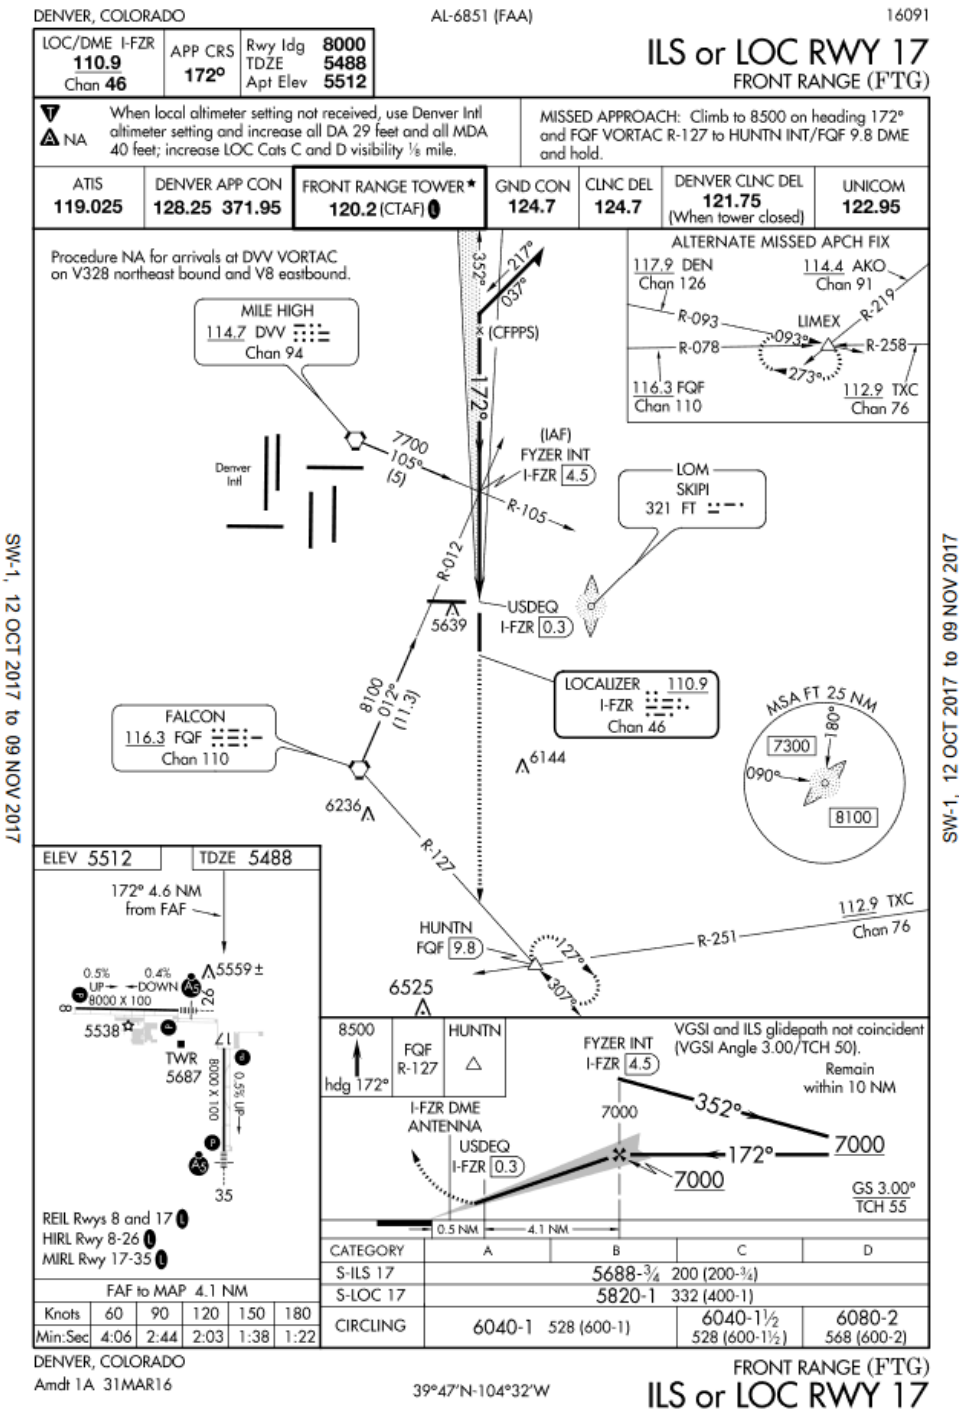 DENVER, COLORADO
AL-6851 (FAA)
16091
LOC/DME I-FZR
110.9
Chan 46
APP CRS
172°
Rwy ldg 8000
TDZE 5488
Apt Elev 5512
ILS or LOC RWY 17
FRONT RANGE (FTG)
T
A NA
When local altimeter setting not received, use Denver Intl
altimeter setting and increase all DA 29 feet and all MDA
40 feet; increase LOC Cats C and D visibility ⅛ mile.
MISSED APPROACH: Climb to 8500 on heading 172°
and FQF VORTAC R-127 to HUNTN INT/FQF 9.8 DME
and hold.
ATIS
119.025
DENVER APP CON
128.25 371.95
FRONT RANGE TOWER★
120.2 (CTAF) L
GND CON
124.7
CLNC DEL
124.7
DENVER CLNC DEL
121.75
(When tower closed)
UNICOM
122.95
Procedure NA for arrivals at DVV VORTAC
on V328 northeast bound and V8 eastbound.
352°
217°
037°
(CFPPS)
172°
ALTERNATE MISSED APCH FIX
117.9 DEN
Chan 126
114.4 AKO
Chan 91
R-219
LIMEX
R-093
093°
R-078
R-258
273°
116.3 FQF
Chan 110
112.9 TXC
Chan 76
MILE HIGH
114.7 DVV
Chan 94
7700
105°
(5)
Denver
Intl
(IAF)
FYZER INT
I-FZR 4.5
R-105
LOM
SKIPI
321 FT
R-012
USDEQ
I-FZR 0.3
5639
8100
012°
(11.3)
LOCALIZER 110.9
I-FZR
Chan 46
FALCON
116.3 FQF
Chan 110
6144
6236
MSA FT 25 NM
180°
7300
090°
8100
R-127
HUNTN
FQF 9.8
127°
307°
R-251
112.9 TXC
Chan 76
6525
SW-1, 12 OCT 2017 to 09 NOV 2017
SW-1, 12 OCT 2017 to 09 NOV 2017
ELEV 5512
TDZE 5488
172° 4.6 NM
from FAF
5559 ±
0.5%
UP
0.4%
DOWN
A5
P
8000 X 100
8
26
5538
P
TWR
5687
17
P
8000 X 100
0.5% UP
P
A5
35
REIL Rwys 8 and 17 L
HIRL Rwy 8-26 L
MIRL Rwy 17-35 L
FAF to MAP 4.1 NM
Knots 60 90 120 150 180
Min:Sec 4:06 2:44 2:03 1:38 1:22
8500
hdg 172°
FQF
R-127
HUNTN
VGSI and ILS glidepath not coincident
(VGSI Angle 3.00/TCH 50).
FYZER INT
I-FZR 4.5
Remain
within 10 NM
I-FZR DME
ANTENNA
7000
352°
7000
USDEQ
I-FZR 0.3
172°
7000
GS 3.00°
TCH 55
0.5 NM
4.1 NM
CATEGORY A B C D
S-ILS 17 5688-¾ 200 (200-¾)
S-LOC 17 5820-1 332 (400-1)
CIRCLING
6040-1 528 (600-1)
6040-1½
528 (600-1½)
6080-2
568 (600-2)
DENVER, COLORADO
Amdt 1A 31MAR16
39°47'N-104°32'W
FRONT RANGE (FTG)
ILS or LOC RWY 17